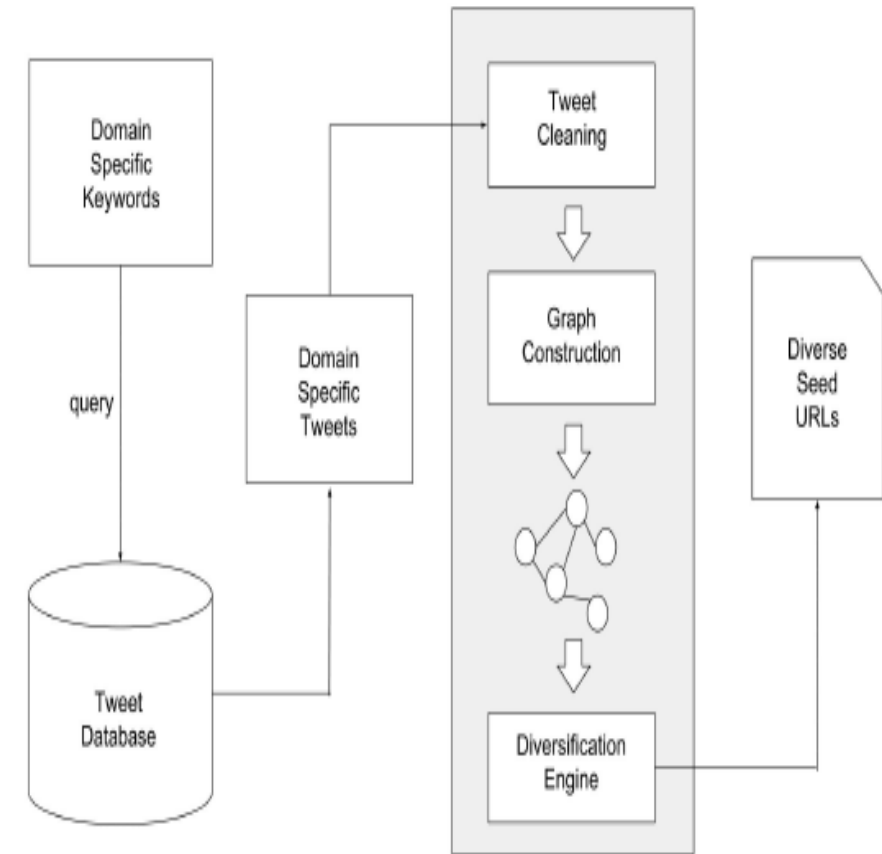 Domain
Specific
Keywords
query
Tweet
Database
Domain
Specific
Tweets
Tweet
Cleaning
Graph
Construction
Diversification
Engine
Diverse
Seed
URLs